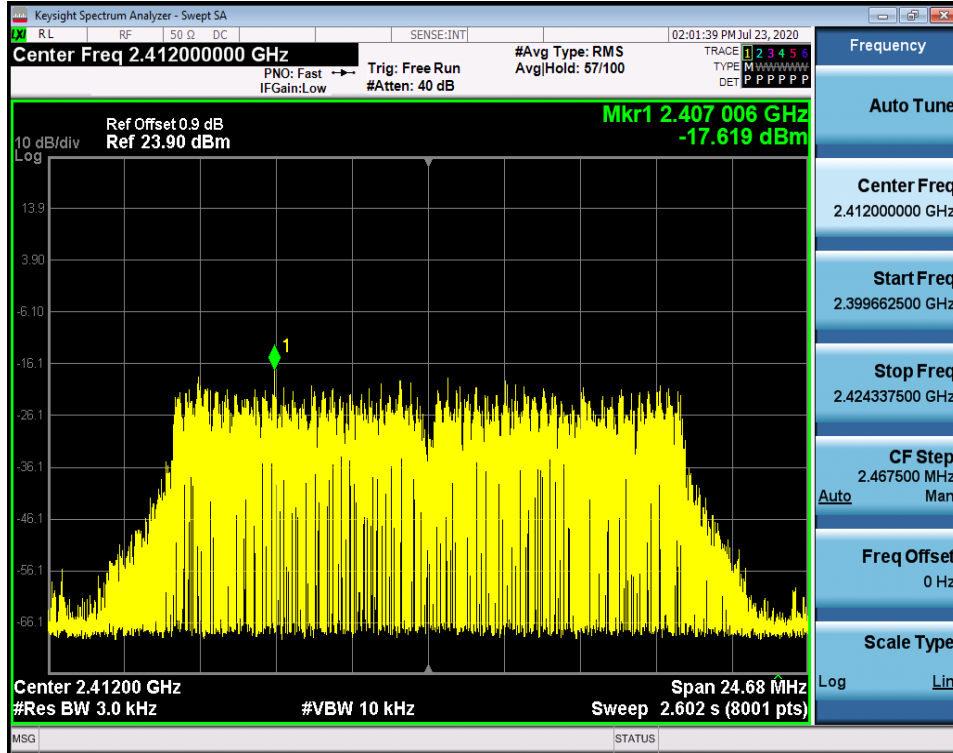 Keysight Spectrum Analyzer - Swept SA
LXI RL RF 50 Ω DC SENSE:INT 02:01:39 PM Jul 23, 2020
Center Freq 2.412000000 GHz
PNO: Fast
IFGain:Low
Trig: Free Run
#Atten: 40 dB
#Avg Type: RMS
Avg|Hold: 57/100
TRACE 1 2 3 4 5 6
TYPE M WWWWW
DET P P P P P P
Mkr1 2.407 006 GHz
-17.619 dBm
Ref Offset 0.9 dB
10 dB/div Ref 23.90 dBm
Log
13.9
3.90
-6.10
1
-16.1
-26.1
-36.1
-46.1
-56.1
-66.1
Center 2.41200 GHz Span 24.68 MHz
#Res BW 3.0 kHz #VBW 10 kHz Sweep 2.602 s (8001 pts)
MSG STATUS
Frequency
Auto Tune
Center Freq
2.412000000 GHz
Start Freq
2.399662500 GHz
Stop Freq
2.424337500 GHz
CF Step
2.467500 MHz
Auto Man
Freq Offset
0 Hz
Scale Type
Log Lin